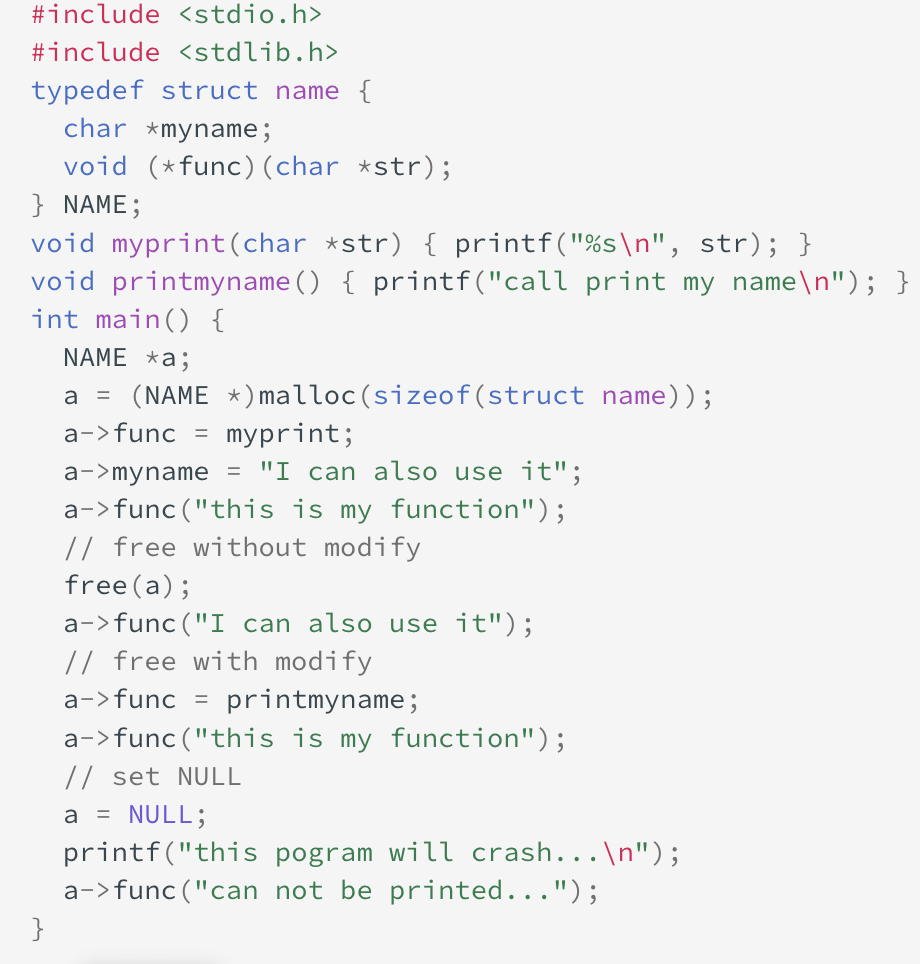 #include <stdio.h>
#include <stdlib.h>
typedef struct name {
  char *myname;
  void (*func)(char *str);
} NAME;
void myprint(char *str) { printf("%s\n", str); }
void printmyname() { printf("call print my name\n"); }
int main() {
  NAME *a;
  a = (NAME *)malloc(sizeof(struct name));
  a->func = myprint;
  a->myname = "I can also use it";
  a->func("this is my function");
  // free without modify
  free(a);
  a->func("I can also use it");
  // free with modify
  a->func = printmyname;
  a->func("this is my function");
  // set NULL
  a = NULL;
  printf("this pogram will crash...\n");
  a->func("can not be printed...");
}